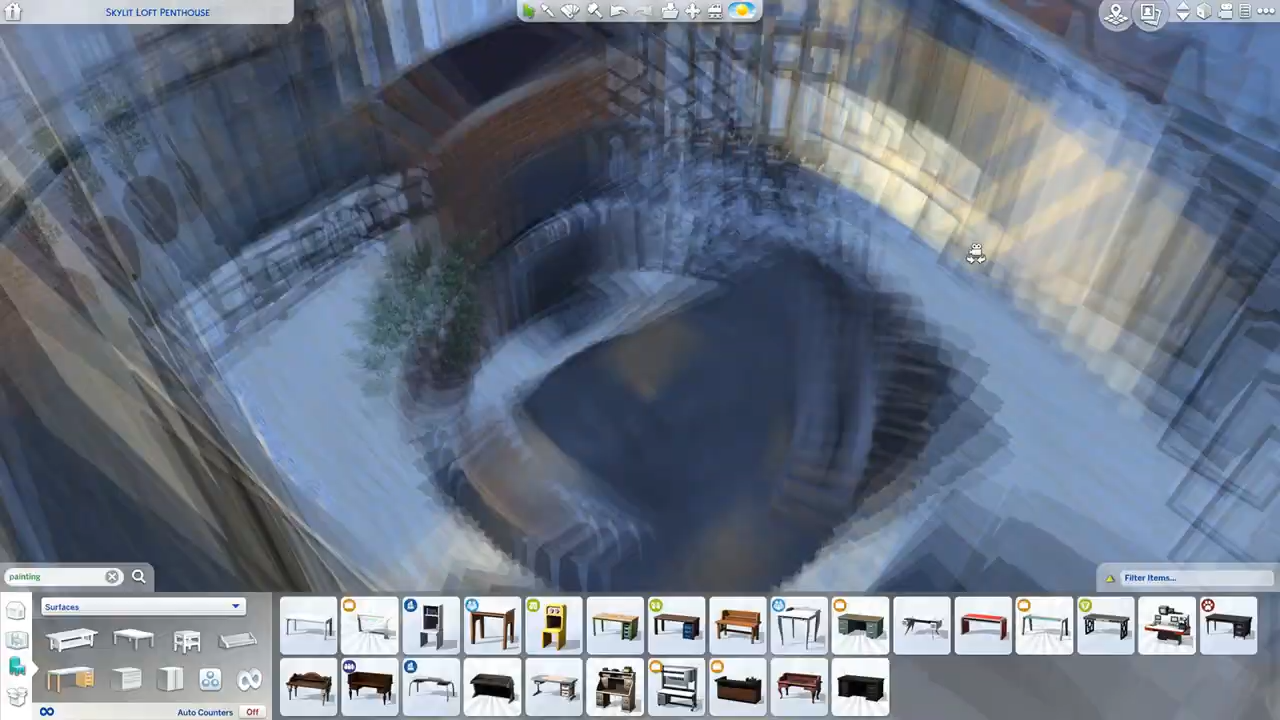 Skylit Loft Penthouse
painting
Filter Items...
Surfaces
Auto Counters Off